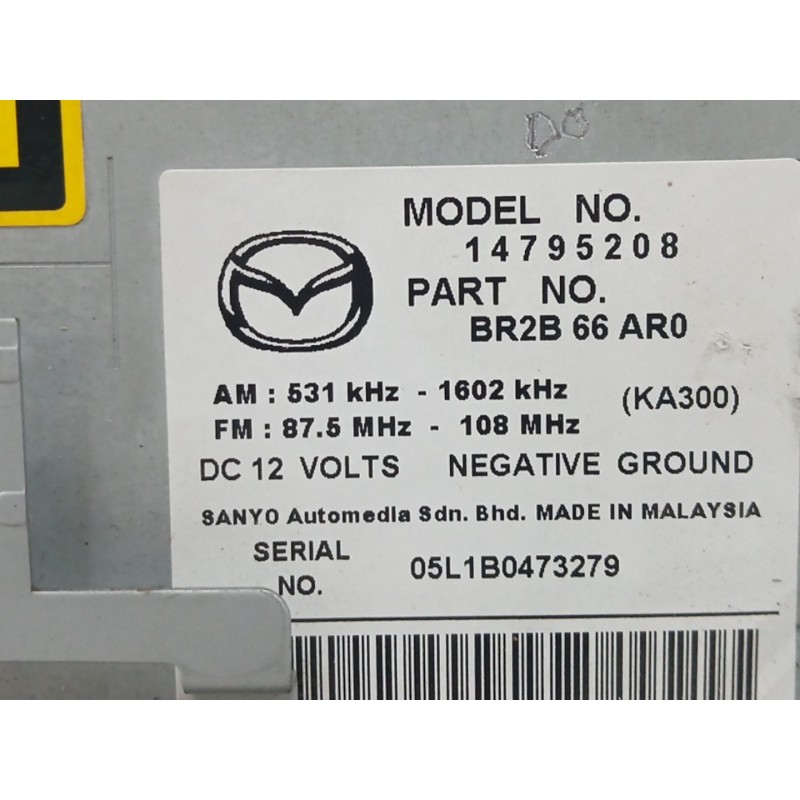 DO
MODEL NO.
14795208
PART NO.
BR2B 66 AR0
AM : 531 kHz - 1602 kHz (KA300)
FM : 87.5 MHz - 108 MHz
DC 12 VOLTS NEGATIVE GROUND
SANYO Automedia Sdn. Bhd. MADE IN MALAYSIA
SERIAL NO. 05L1B0473279